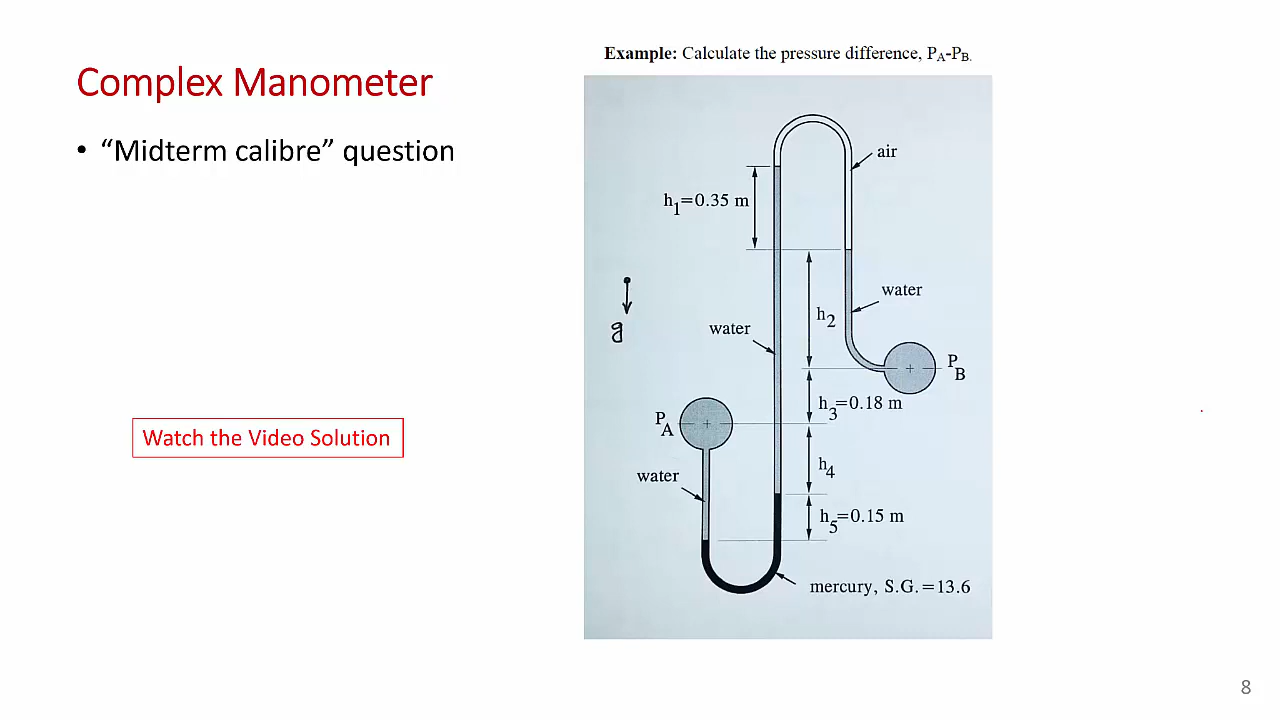 Example: Calculate the pressure difference, PA-PB.
Complex Manometer
• “Midterm calibre” question
air
h1=0.35 m
water
h2
g
water
PB
h3=0.18 m
PA
Watch the Video Solution
h4
water
h5=0.15 m
mercury, S.G.=13.6
8